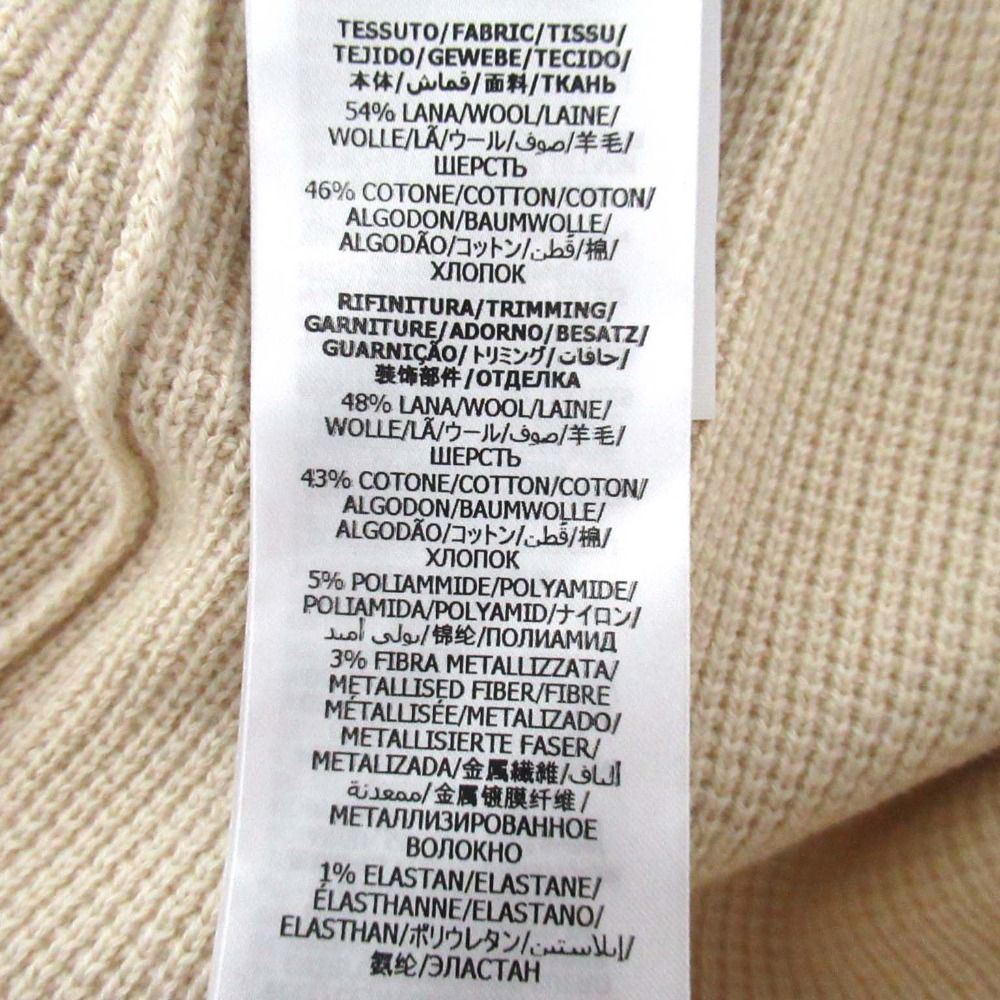 TESSUTO/FABRIC/TISSU/
TEJIDO/GEWEBE/TECIDO/
本体/قماش/面料/ТКАНЬ
54% LANA/WOOL/LAINE/
WOLLE/LÃ/ウール/صوف/羊毛/
ШЕРСТЬ
46% COTONE/COTTON/COTON/
ALGODON/BAUMWOLLE/
ALGODÃO/コットン/قُطن/棉/
ХЛОПОК
RIFINITURA/TRIMMING/
GARNITURE/ADORNO/BESATZ/
GUARNIÇÃO/トリミング/حافات/
装饰部件/ОТДЕЛКА
48% LANA/WOOL/LAINE/
WOLLE/LÃ/ウール/صوف/羊毛/
ШЕРСТЬ
43% COTONE/COTTON/COTON/
ALGODON/BAUMWOLLE/
ALGODÃO/コットン/قُطن/棉/
ХЛОПОК
5% POLIAMMIDE/POLYAMIDE/
POLIAMIDA/POLYAMID/ナイロン/
بولي أميد/锦纶/ПОЛИАМИД
3% FIBRA METALLIZZATA/
METALLISED FIBER/FIBRE
MÉTALLISÉE/METALIZADO/
METALLISIERTE FASER/
METALIZADA/金属繊維/ألياف
ممعدنة/金属镀膜纤维/
МЕТАЛЛИЗИРОВАННОЕ
ВОЛОКНО
1% ELASTAN/ELASTANE/
ÉLASTHANNE/ELASTANO/
ELASTHAN/ポリウレタン/إيلاستين/
氨纶/ЭЛАСТАН